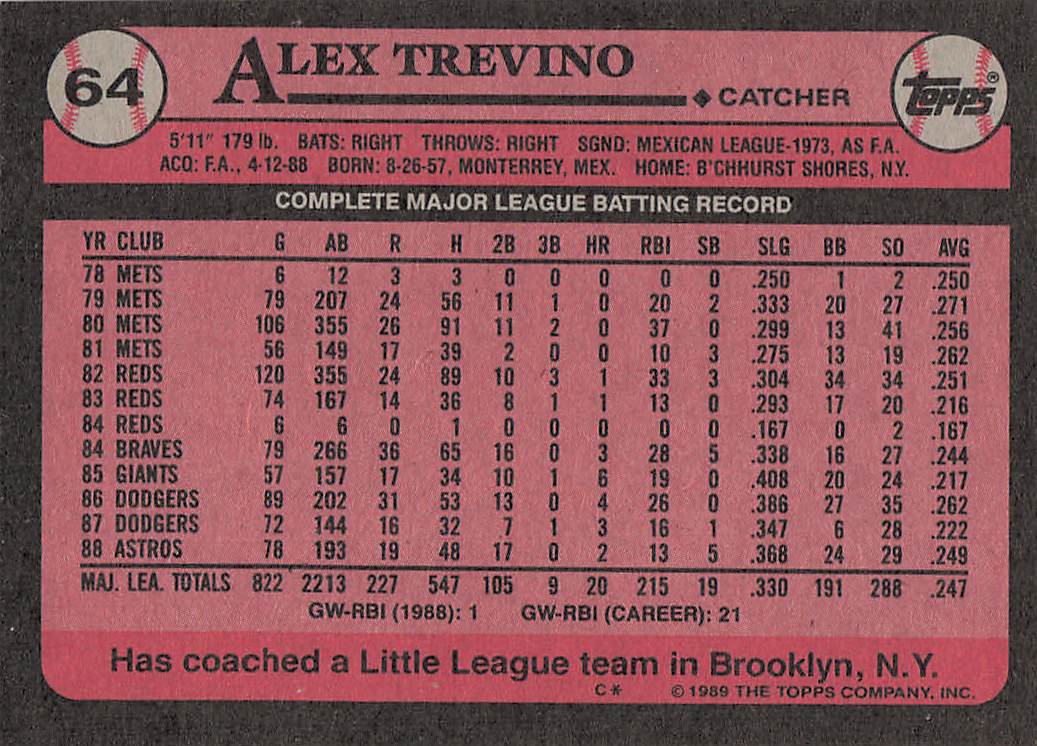 64 ALEX TREVINO topps®
◆ CATCHER
5'11" 179 lb. BATS: RIGHT THROWS: RIGHT SGND: MEXICAN LEAGUE-1973, AS F.A.
ACQ: F.A., 4-12-88 BORN: 8-26-57, MONTERREY, MEX. HOME: B'CHHURST SHORES, N.Y.
COMPLETE MAJOR LEAGUE BATTING RECORD
YR CLUB G AB R H 2B 3B HR RBI SB SLG BB SO AVG
78 METS 6 12 3 3 0 0 0 0 0 .250 1 2 .250
79 METS 79 207 24 56 11 1 0 20 2 .333 20 27 .271
80 METS 106 355 26 91 11 2 0 37 0 .299 13 41 .256
81 METS 56 149 17 39 2 0 0 10 3 .275 13 19 .262
82 REDS 120 355 24 89 10 3 1 33 3 .304 34 34 .251
83 REDS 74 167 14 36 8 1 1 13 0 .293 17 20 .216
84 REDS 6 6 0 1 0 0 0 0 0 .167 0 2 .167
84 BRAVES 79 266 36 65 16 0 3 28 5 .338 16 27 .244
85 GIANTS 57 157 17 34 10 1 6 19 0 .408 20 24 .217
86 DODGERS 89 202 31 53 13 0 4 26 0 .386 27 35 .262
87 DODGERS 72 144 16 32 7 1 3 16 1 .347 6 28 .222
88 ASTROS 78 193 19 48 17 0 2 13 5 .368 24 29 .249
MAJ. LEA. TOTALS 822 2213 227 547 105 9 20 215 19 .330 191 288 .247
GW-RBI (1988): 1 GW-RBI (CAREER): 21
Has coached a Little League team in Brooklyn, N.Y.
C* © 1989 THE TOPPS COMPANY, INC.